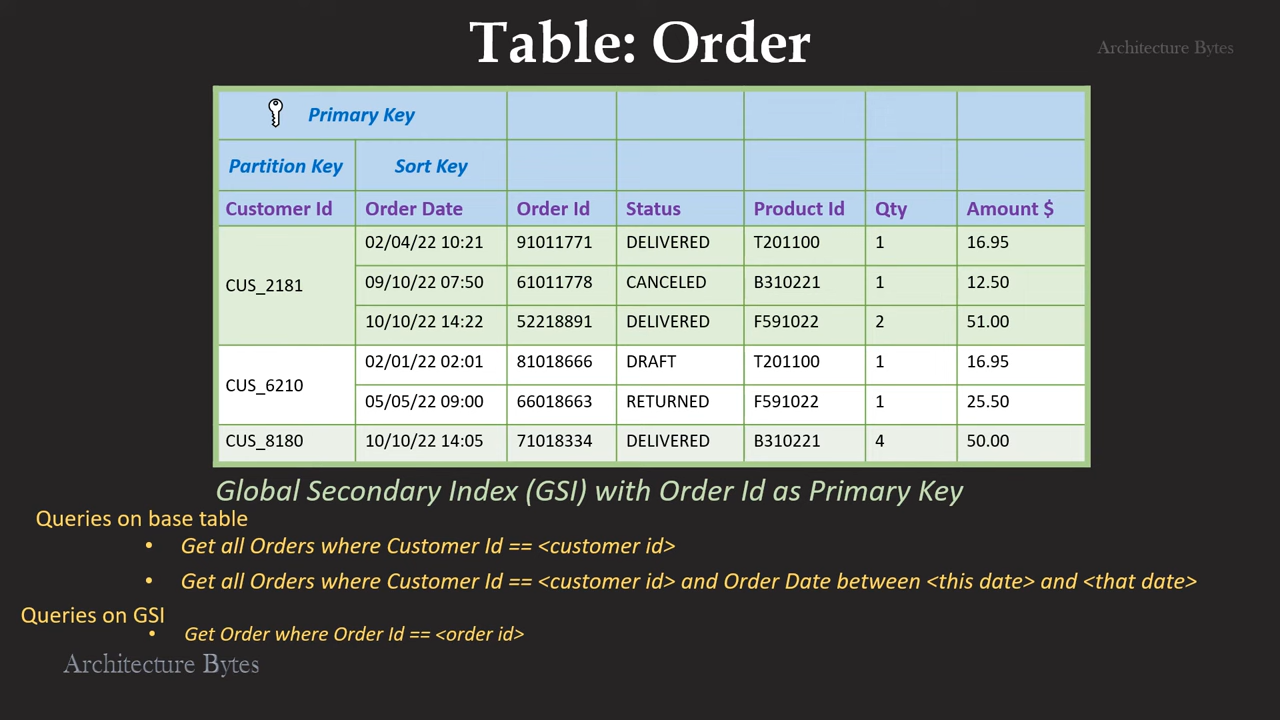 Table: Order
Architecture Bytes
Primary Key
Partition Key Sort Key
Customer Id Order Date Order Id Status Product Id Qty Amount $
CUS_2181 02/04/22 10:21 91011771 DELIVERED T201100 1 16.95
09/10/22 07:50 61011778 CANCELED B310221 1 12.50
10/10/22 14:22 52218891 DELIVERED F591022 2 51.00
CUS_6210 02/01/22 02:01 81018666 DRAFT T201100 1 16.95
05/05/22 09:00 66018663 RETURNED F591022 1 25.50
CUS_8180 10/10/22 14:05 71018334 DELIVERED B310221 4 50.00
Global Secondary Index (GSI) with Order Id as Primary Key
Queries on base table
• Get all Orders where Customer Id == <customer id>
• Get all Orders where Customer Id == <customer id> and Order Date between <this date> and <that date>
Queries on GSI
• Get Order where Order Id == <order id>
Architecture Bytes